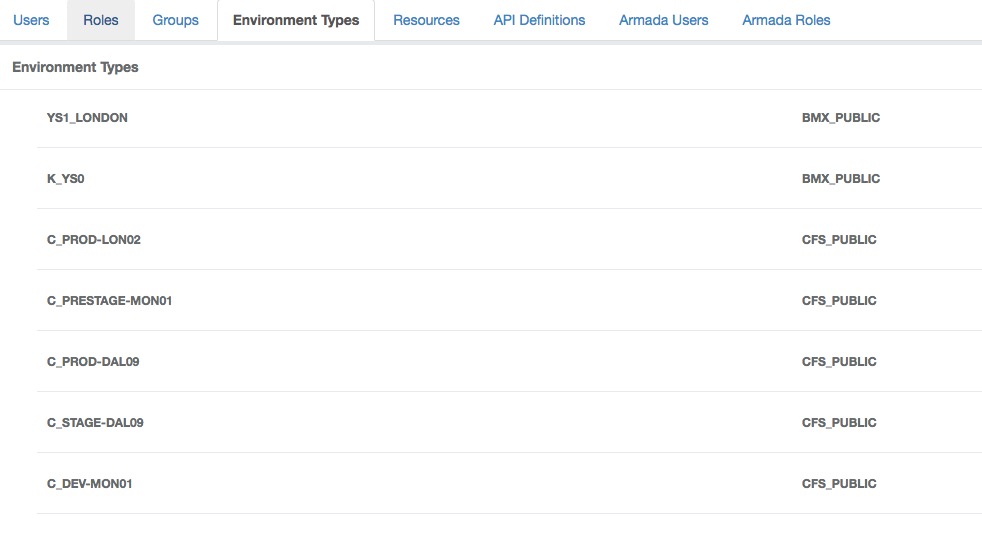 Users Roles Groups Environment Types Resources API Definitions Armada Users Armada Roles
Environment Types
YS1_LONDON BMX_PUBLIC
K_YS0 BMX_PUBLIC
C_PROD-LON02 CFS_PUBLIC
C_PRESTAGE-MON01 CFS_PUBLIC
C_PROD-DAL09 CFS_PUBLIC
C_STAGE-DAL09 CFS_PUBLIC
C_DEV-MON01 CFS_PUBLIC